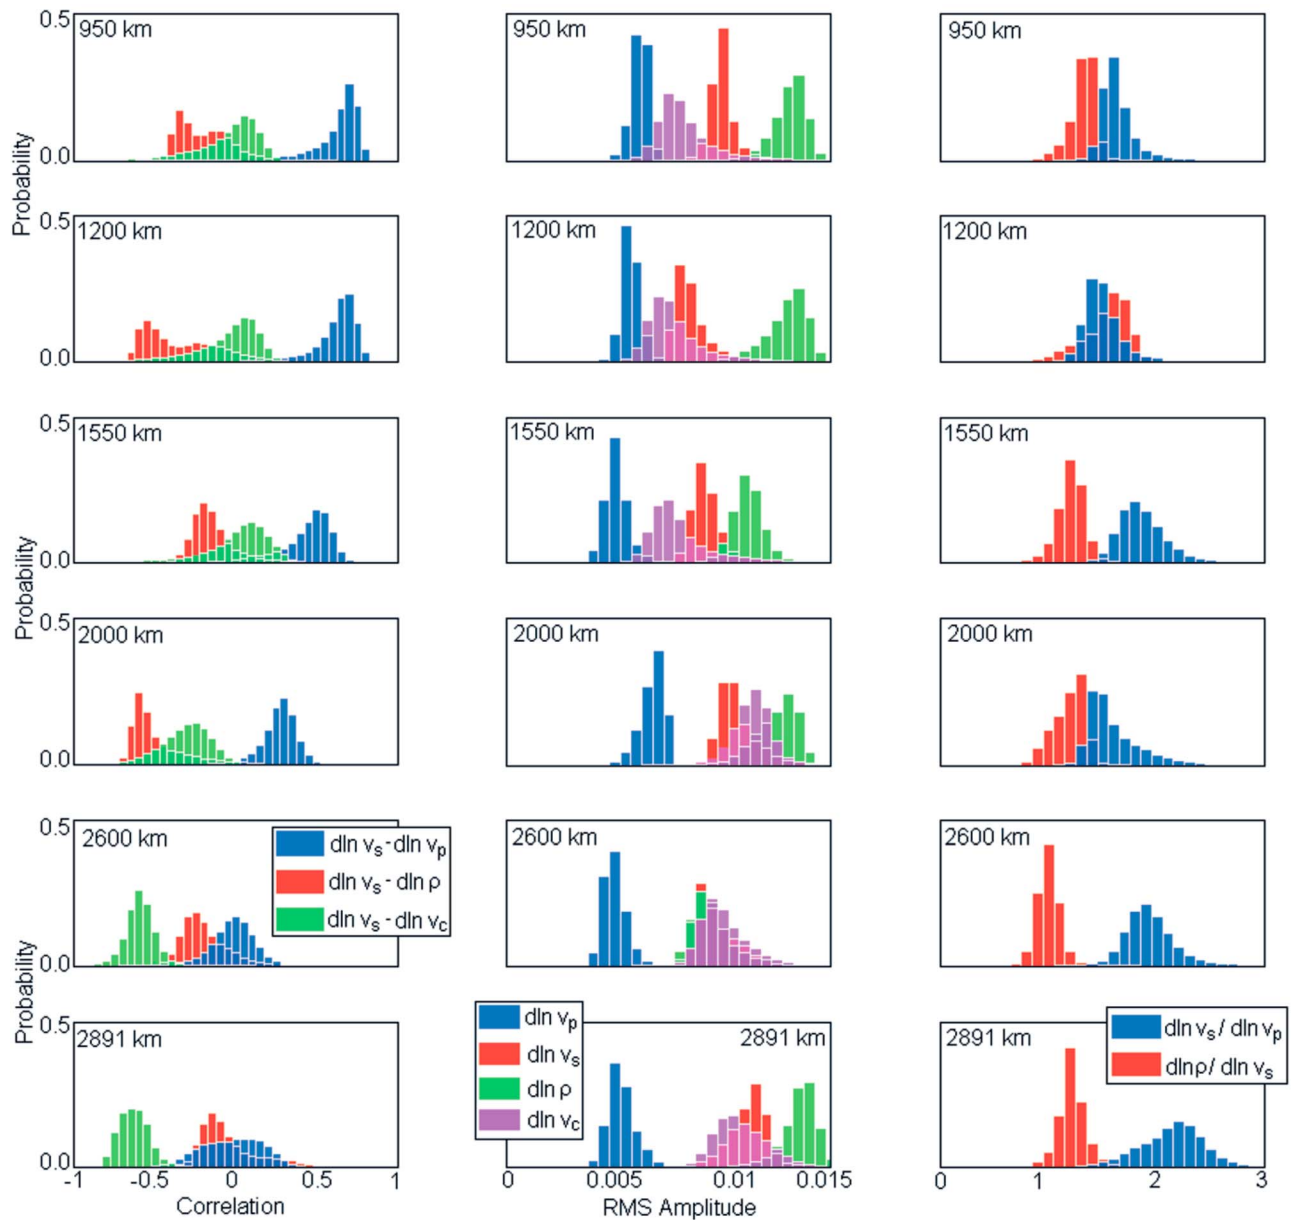 0.5
950 km
950 km
950 km
Probability
0.0
0.5
1200 km
1200 km
1200 km
0.0
0.5
1550 km
1550 km
1550 km
Probability
0.0
0.5
2000 km
2000 km
2000 km
0.0
0.5
2600 km
2600 km
2600 km
dln vs - dln vp
dln vs - dln ρ
dln vs - dln vc
Probability
0.0
0.5
2891 km
dln vp
dln vs
dln ρ
dln vc
2891 km
2891 km
dln vs / dln vp
dlnρ/ dln vs
0.0
-1 -0.5 0 0.5 1
0 0.005 0.01 0.015
0 1 2 3
Correlation
RMS Amplitude